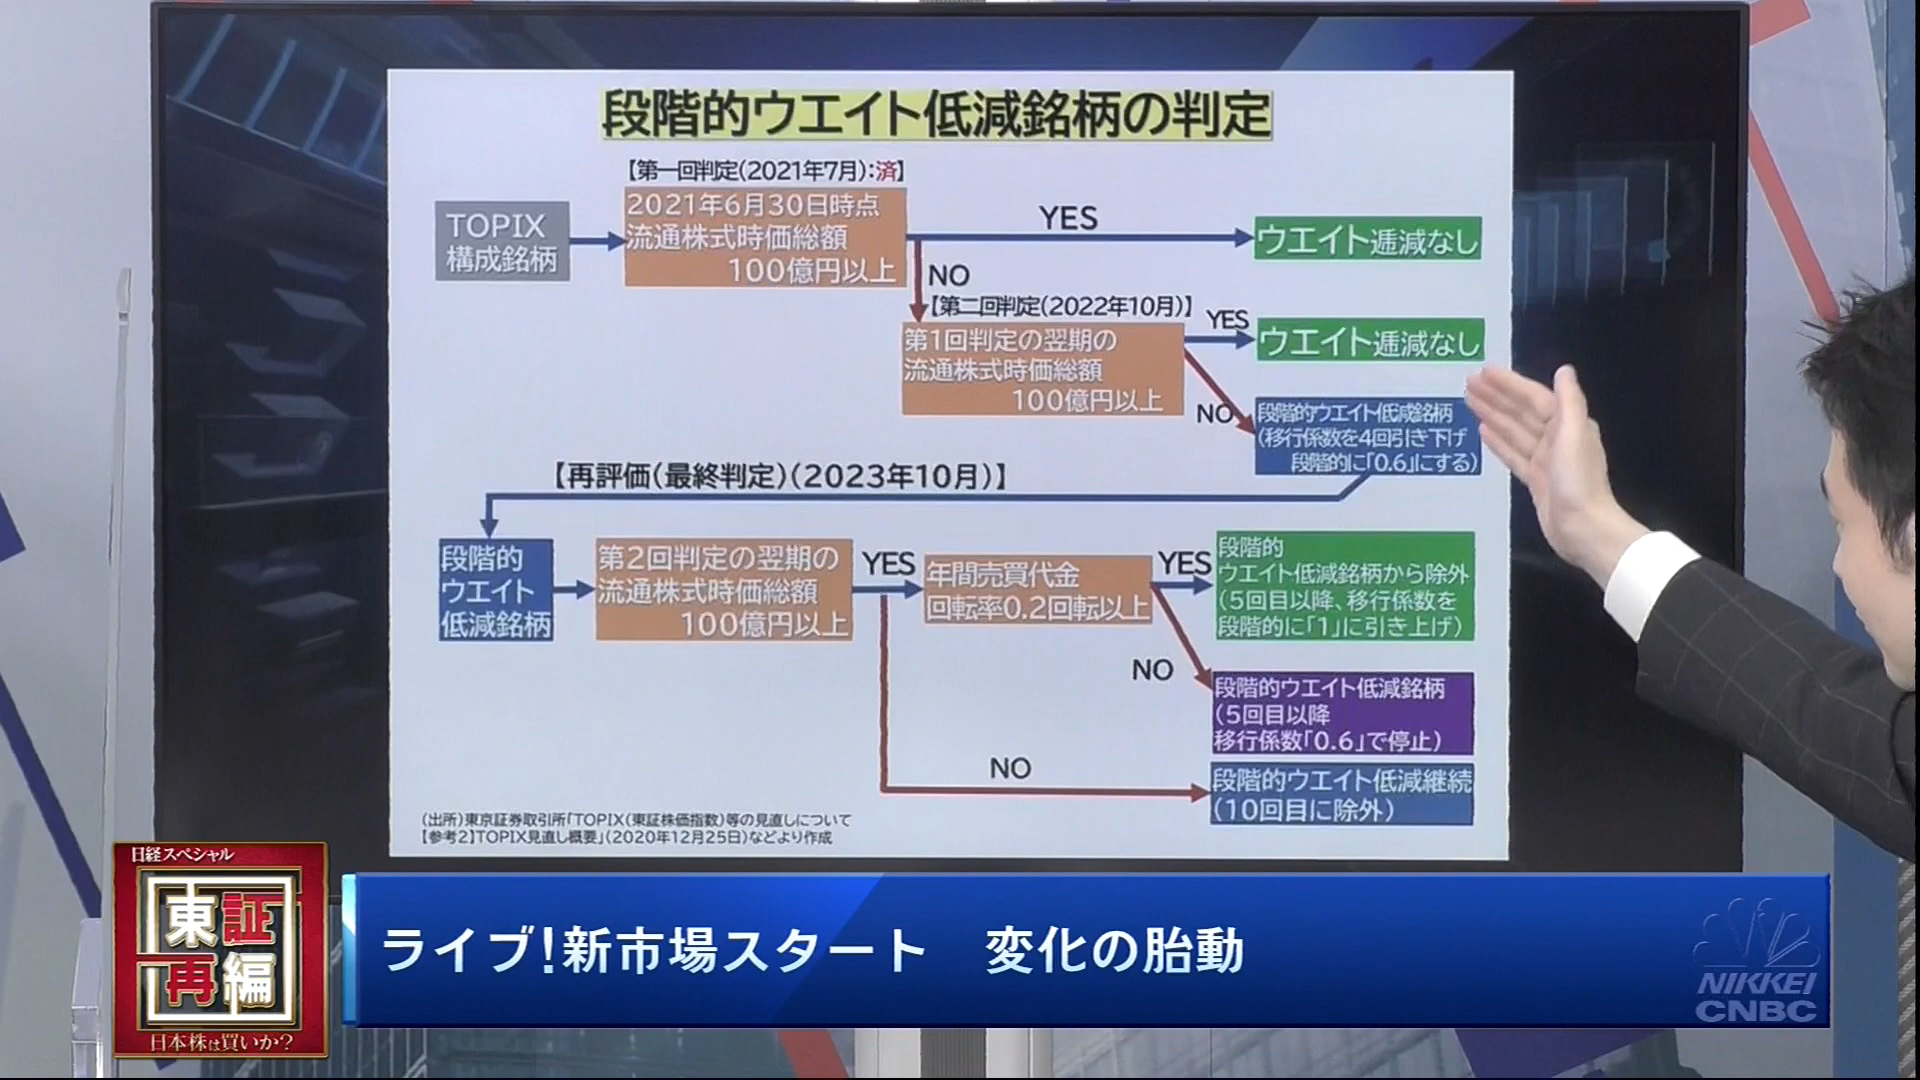 段階的ウエイト低減銘柄の判定
【第一回判定(2021年7月):済】
TOPIX
構成銘柄
2021年6月30日時点
流通株式時価総額
100億円以上
YES
ウエイト逓減なし
NO
【第二回判定(2022年10月)】
第1回判定の翌期の
流通株式時価総額
100億円以上
YES
ウエイト逓減なし
NO
段階的ウエイト低減銘柄
(移行係数を4回引き下げ
段階的に「0.6」にする)
【再評価(最終判定)(2023年10月)】
段階的
ウエイト
低減銘柄
第2回判定の翌期の
流通株式時価総額
100億円以上
YES
年間売買代金
回転率0.2回転以上
YES
段階的
ウエイト低減銘柄から除外
(5回目以降、移行係数を
段階的に「1」に引き上げ)
NO
段階的ウエイト低減銘柄
(5回目以降
移行係数「0.6」で停止)
NO
段階的ウエイト低減継続
(10回目に除外)
(出所)東京証券取引所「TOPIX(東証株価指数)等の見直しについて
【参考2】TOPIX見直し概要」(2020年12月25日)などより作成
日経スペシャル
東証
再編
日本株は買いか?
ライブ!新市場スタート 変化の胎動
NIKKEI
CNBC